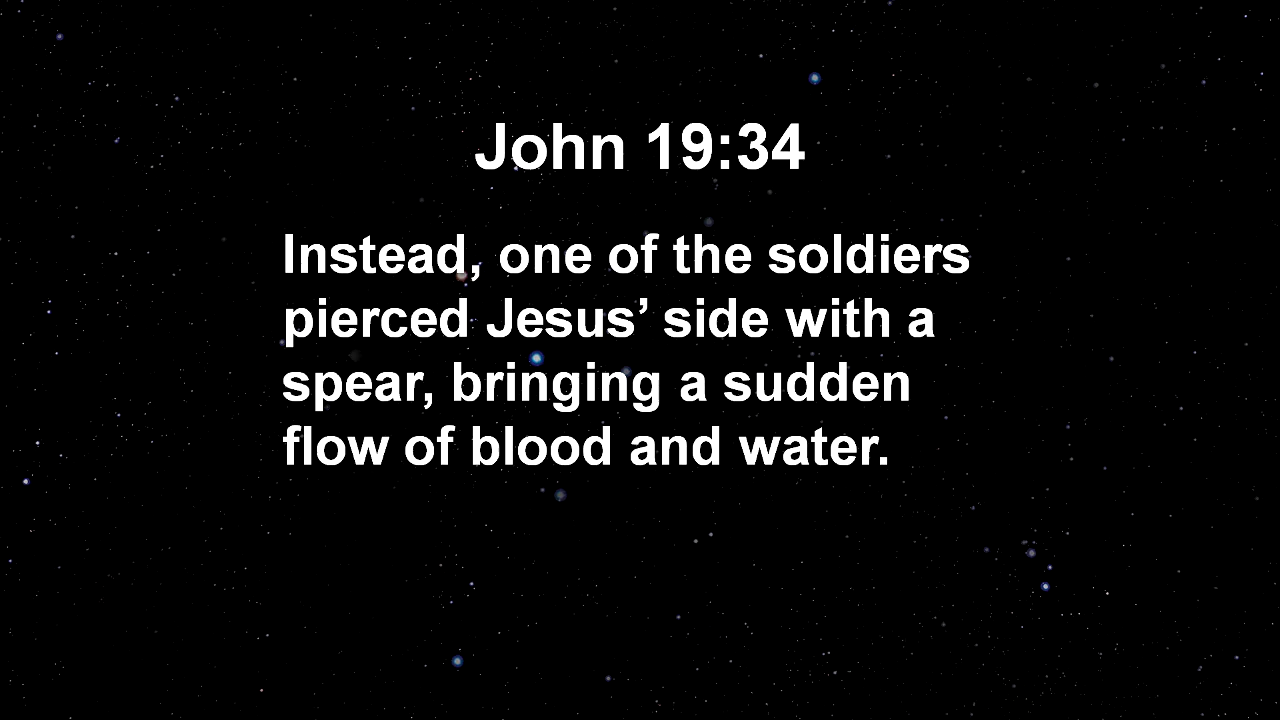 John 19:34
Instead, one of the soldiers
pierced Jesus’ side with a
spear, bringing a sudden
flow of blood and water.